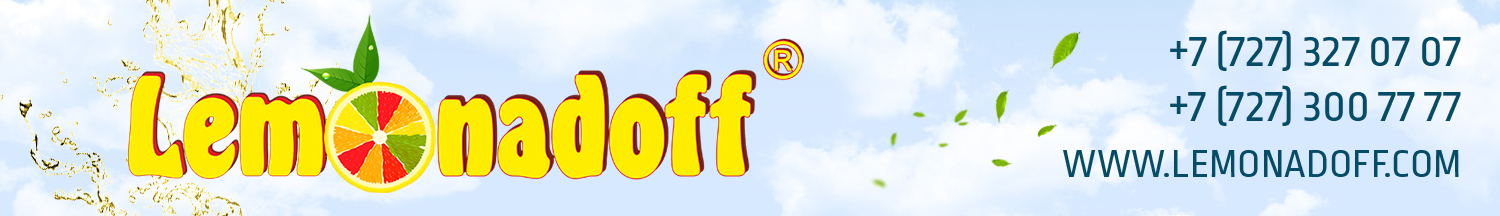 Lemonadoff ®
+7 (727) 327 07 07
+7 (727) 300 77 77
WWW.LEMONADOFF.COM